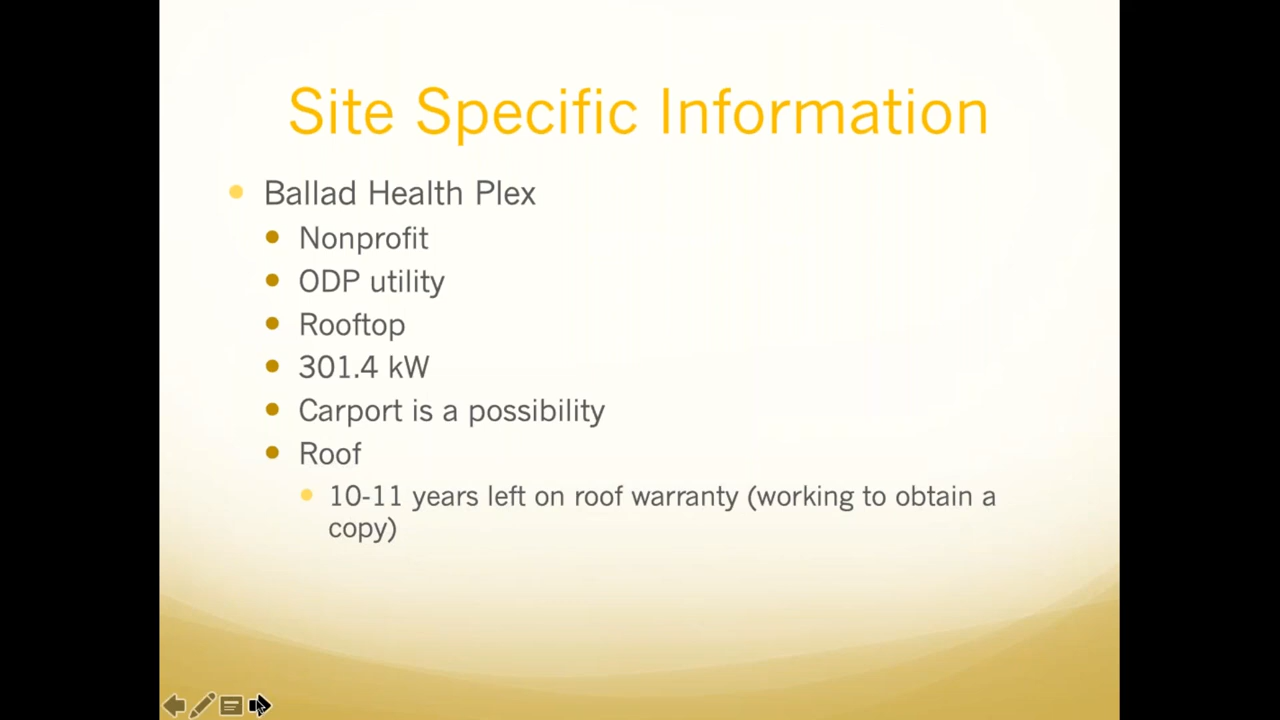 Site Specific Information
Ballad Health Plex
Nonprofit
ODP utility
Rooftop
301.4 kW
Carport is a possibility
Roof
10-11 years left on roof warranty (working to obtain a
copy)